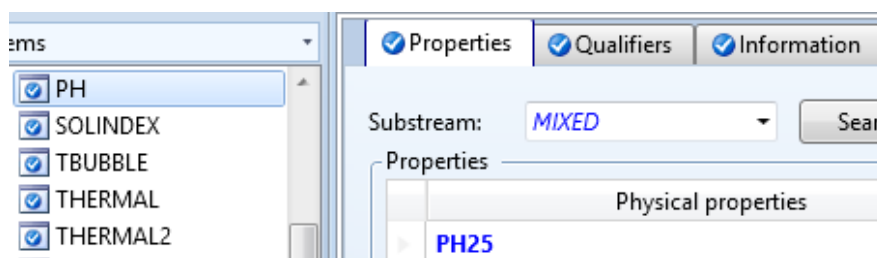 ems
Properties
Qualifiers
Information
PH
SOLINDEX
TBUBBLE
THERMAL
THERMAL2
Substream:
MIXED
Sear
Properties
Physical properties
PH25